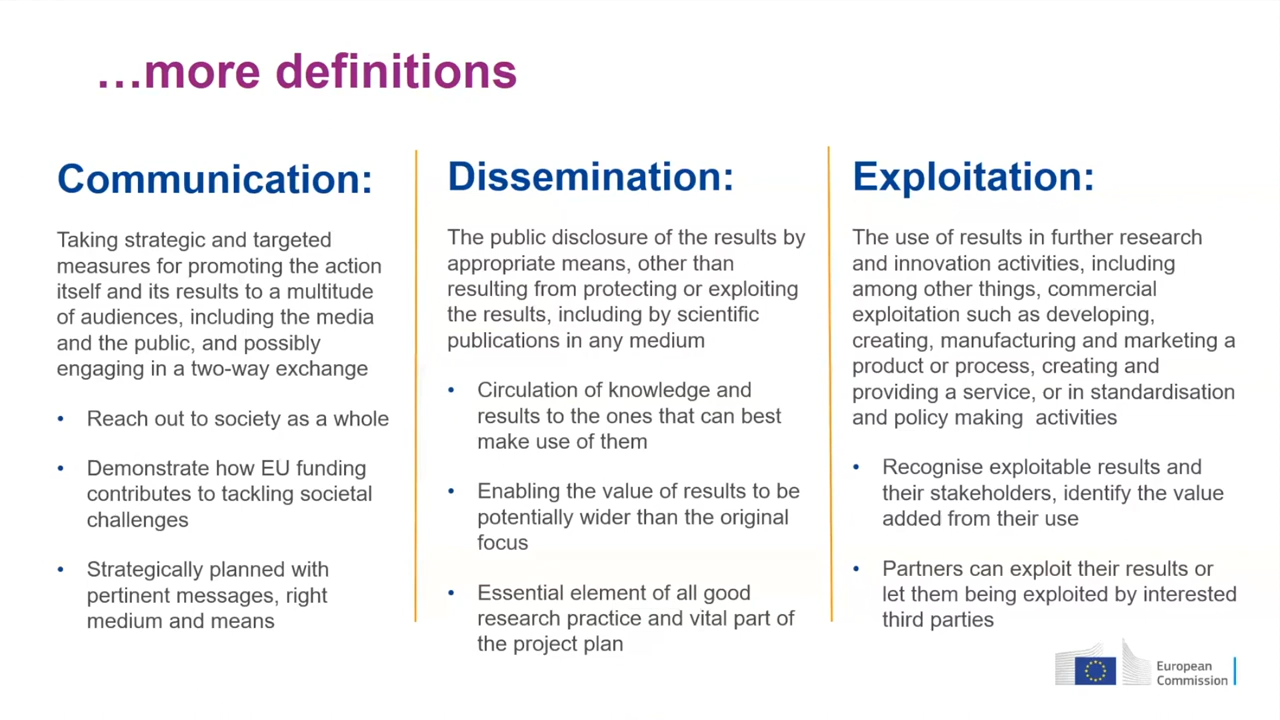 …more definitions
Communication:
Taking strategic and targeted
measures for promoting the action
itself and its results to a multitude
of audiences, including the media
and the public, and possibly
engaging in a two-way exchange
• Reach out to society as a whole
• Demonstrate how EU funding
contributes to tackling societal
challenges
• Strategically planned with
pertinent messages, right
medium and means
Dissemination:
The public disclosure of the results by
appropriate means, other than
resulting from protecting or exploiting
the results, including by scientific
publications in any medium
• Circulation of knowledge and
results to the ones that can best
make use of them
• Enabling the value of results to be
potentially wider than the original
focus
• Essential element of all good
research practice and vital part of
the project plan
Exploitation:
The use of results in further research
and innovation activities, including
among other things, commercial
exploitation such as developing,
creating, manufacturing and marketing a
product or process, creating and
providing a service, or in standardisation
and policy making activities
• Recognise exploitable results and
their stakeholders, identify the value
added from their use
• Partners can exploit their results or
let them being exploited by interested
third parties
European
Commission